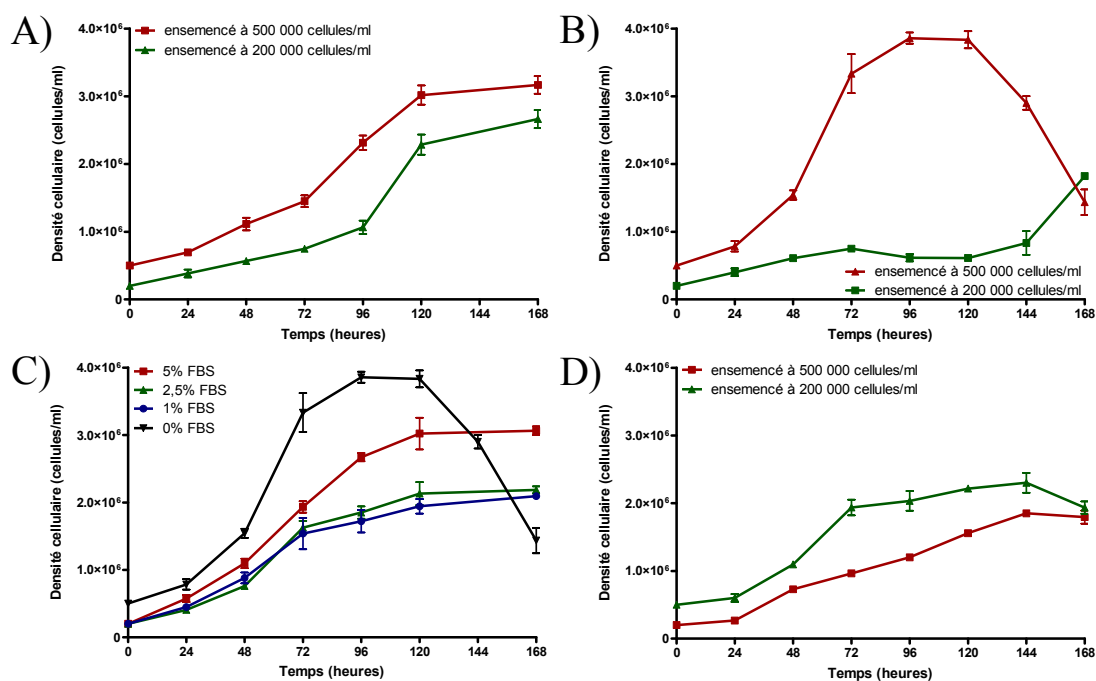 A)
ensemencé à 500 000 cellules/ml
ensemencé à 200 000 cellules/ml
Densité cellulaire (cellules/ml)
4.0×10⁶
3.0×10⁶
2.0×10⁶
1.0×10⁶
0
0 24 48 72 96 120 144 168
Temps (heures)
B)
Densité cellulaire (cellules/ml)
4.0×10⁶
3.0×10⁶
2.0×10⁶
1.0×10⁶
0
ensemencé à 500 000 cellules/ml
ensemencé à 200 000 cellules/ml
0 24 48 72 96 120 144 168
Temps (heures)
C)
5% FBS
2,5% FBS
1% FBS
0% FBS
Densité cellulaire (cellules/ml)
4.0×10⁶
3.0×10⁶
2.0×10⁶
1.0×10⁶
0
0 24 48 72 96 120 144 168
Temps (heures)
D)
ensemencé à 500 000 cellules/ml
ensemencé à 200 000 cellules/ml
Densité cellulaire (cellules/ml)
4.0×10⁶
3.0×10⁶
2.0×10⁶
1.0×10⁶
0
0 24 48 72 96 120 144 168
Temps (heures)